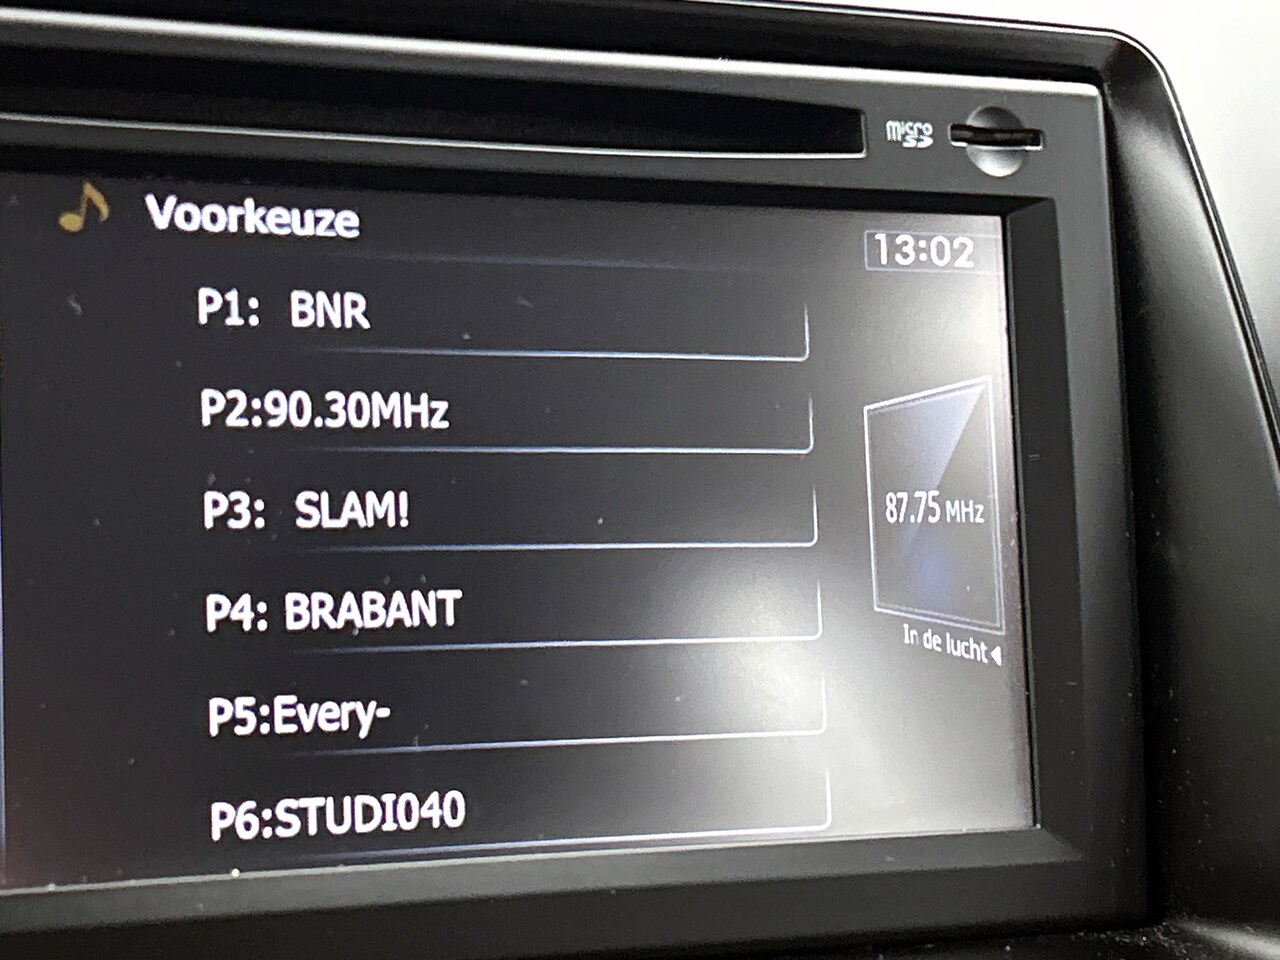 micro
SD
Voorkeuze
13:02
P1: BNR
P2:90.30MHz
P3: SLAM!
P4: BRABANT
P5:Every-
P6:STUDIO40
87.75 MHz
In de lucht